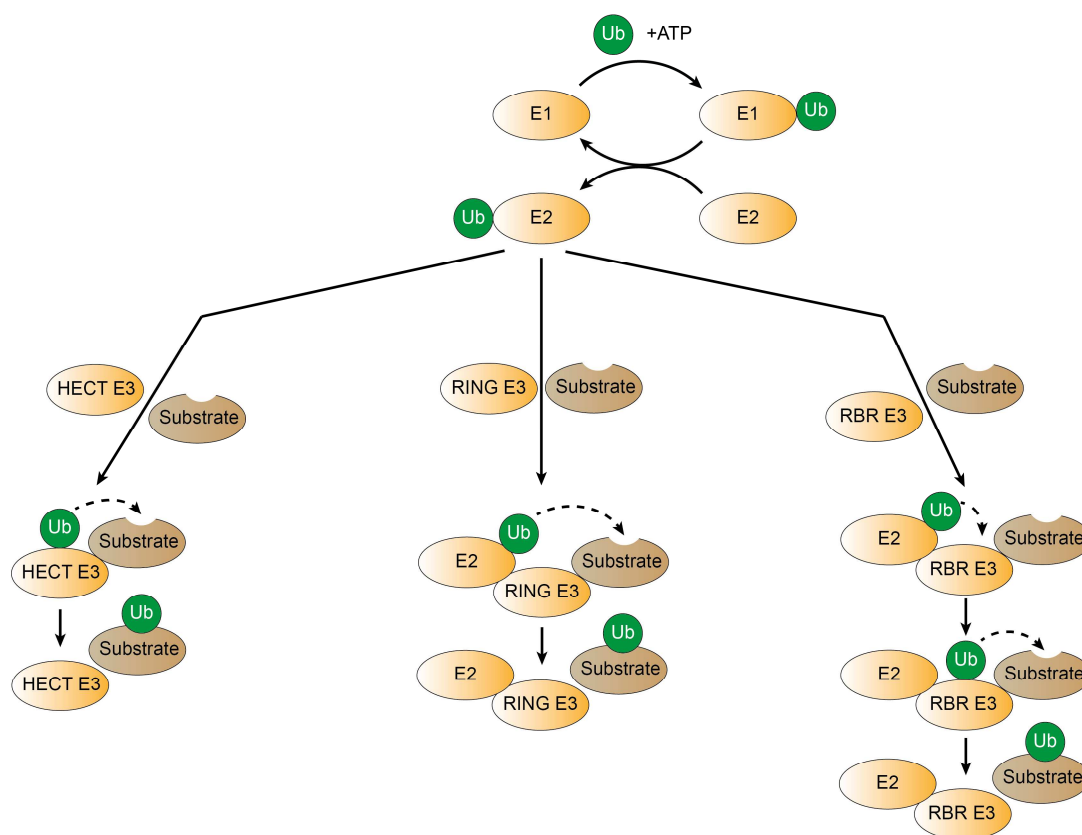 Ub +ATP
E1
E1 Ub
Ub E2
E2
HECT E3
Substrate
RING E3
Substrate
RBR E3
Substrate
Ub
HECT E3
Substrate
Ub
HECT E3
Substrate
Ub
E2
RING E3
Substrate
Ub
E2
RING E3
Substrate
Ub
E2
RBR E3
Substrate
Ub
E2
RBR E3
Substrate
Ub
E2
RBR E3
Substrate